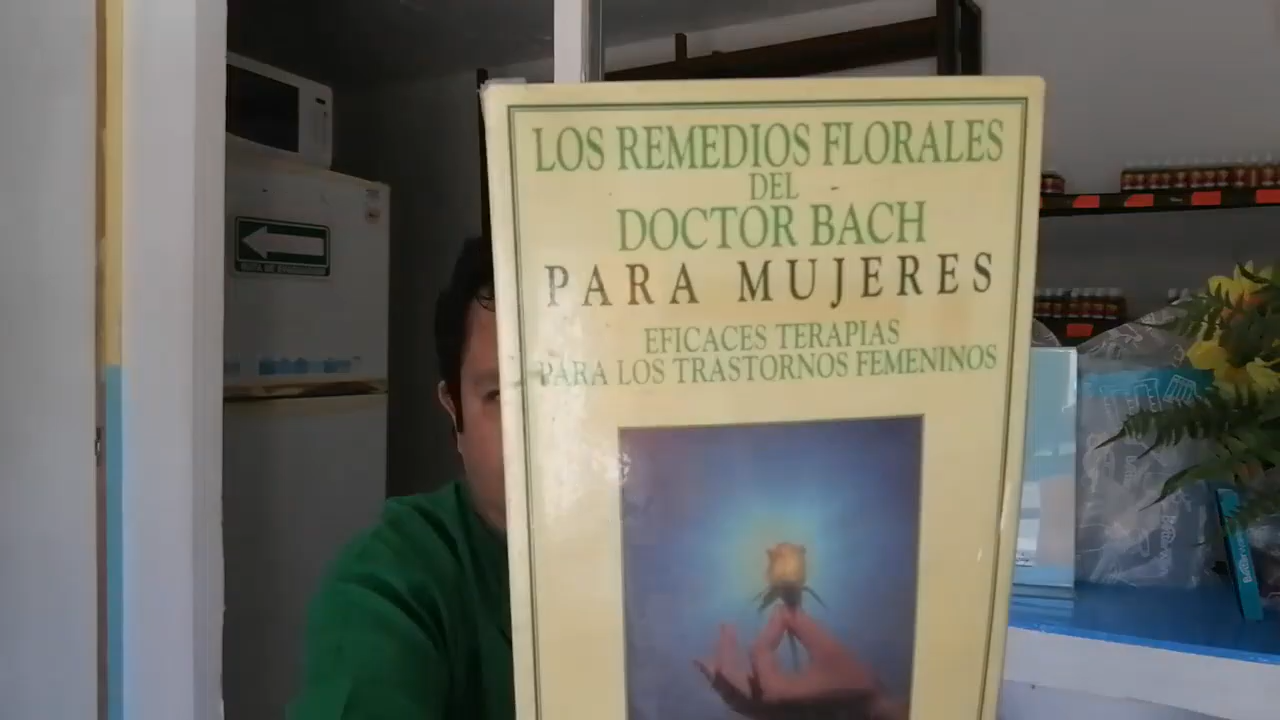 LOS REMEDIOS FLORALES
DEL
DOCTOR BACH
PARA MUJERES
EFICACES TERAPIAS
PARA LOS TRASTORNOS FEMENINOS